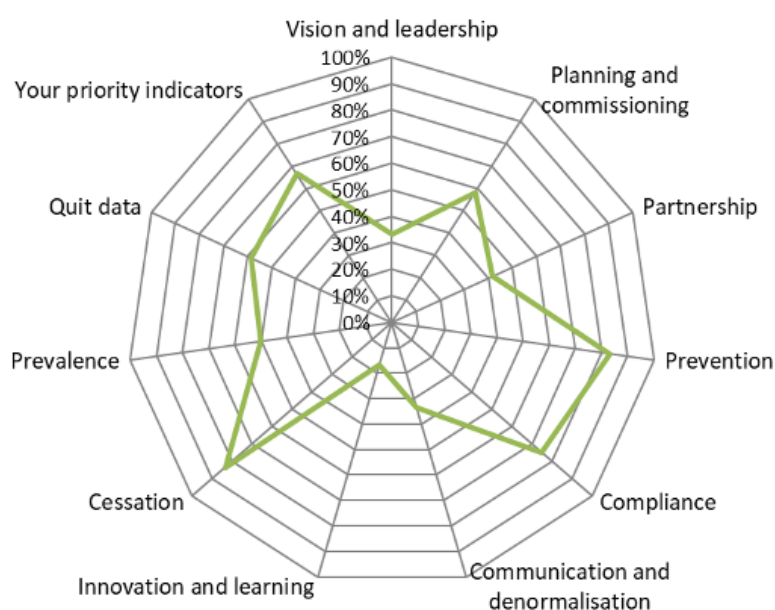 Vision and leadership
100%
90%
80%
70%
60%
50%
40%
30%
20%
10%
0%
Planning and
commissioning
Partnership
Prevention
Compliance
Communication and
denormalisation
Innovation and learning
Cessation
Prevalence
Quit data
Your priority indicators